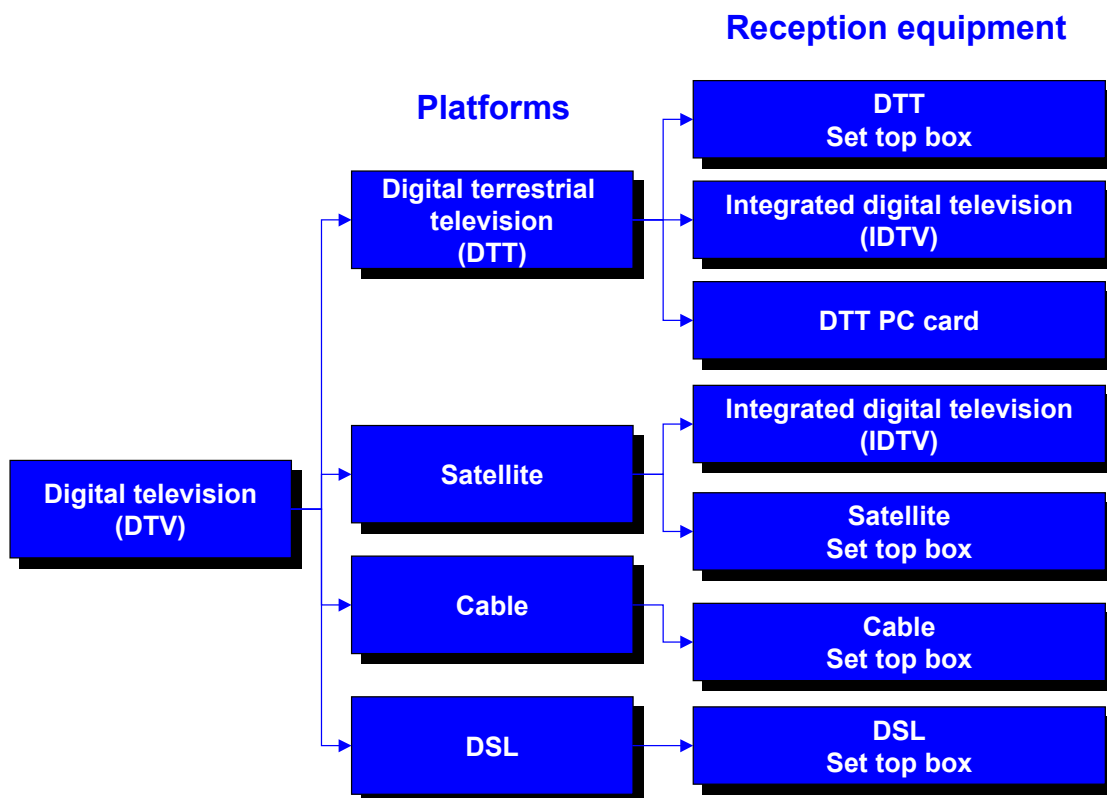 Reception equipment
Platforms
DTT
Set top box
Digital terrestrial
television
(DTT)
Integrated digital television
(IDTV)
DTT PC card
Integrated digital television
(IDTV)
Satellite
Digital television
(DTV)
Satellite
Set top box
Cable
Cable
Set top box
DSL
DSL
Set top box